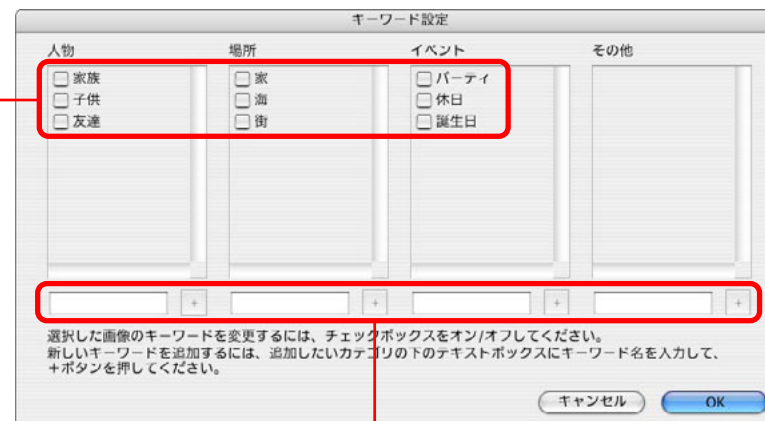 キーワード設定
人物 場所 イベント その他
家族 家 パーティ
子供 海 休日
友達 街 誕生日
+ + + +
選択した画像のキーワードを変更するには、チェックボックスをオン/オフしてください。
新しいキーワードを追加するには、追加したいカテゴリの下のテキストボックスにキーワード名を入力して、
+ボタンを押してください。
キャンセル OK